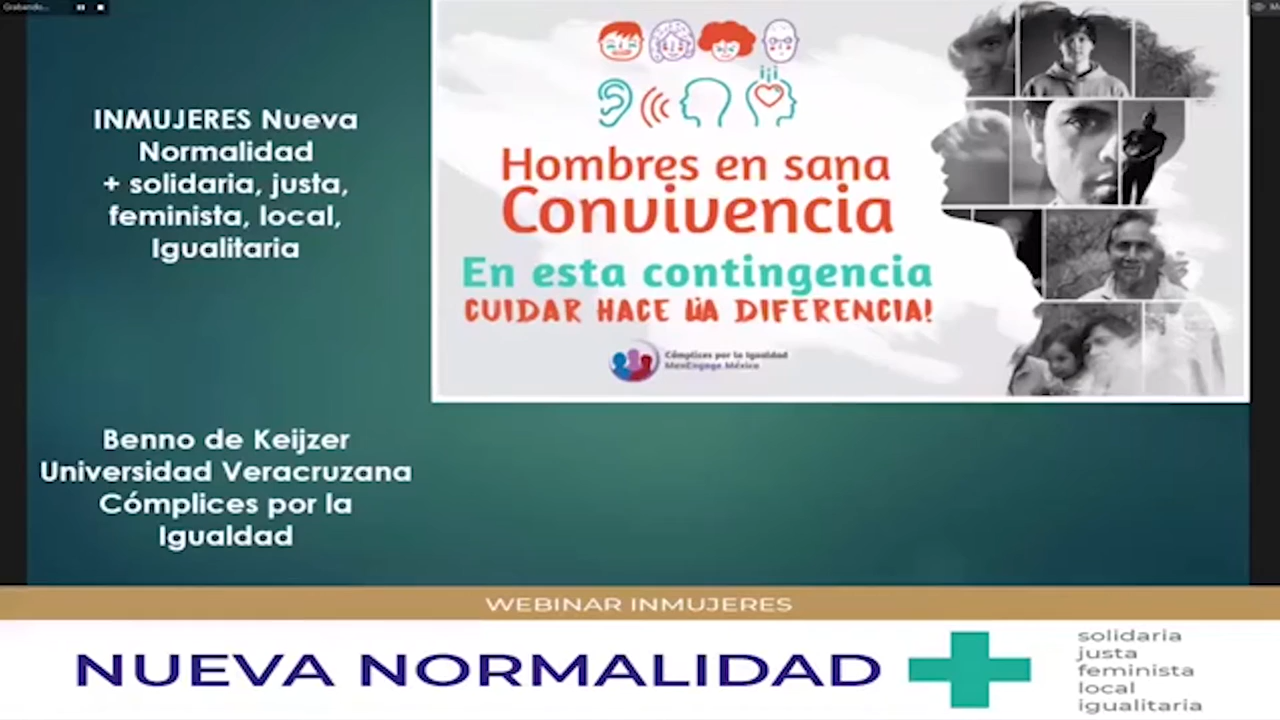 Grabando...
INMUJERES Nueva
Normalidad
+ solidaria, justa,
feminista, local,
Igualitaria
Benno de Keijzer
Universidad Veracruzana
Cómplices por la
Igualdad
Hombres en sana
Convivencia
En esta contingencia
CUIDAR HACE LA DIFERENCIA!
Cómplices por la Igualdad
MenEngage México
WEBINAR INMUJERES
NUEVA NORMALIDAD
solidaria
justa
feminista
local
igualitaria